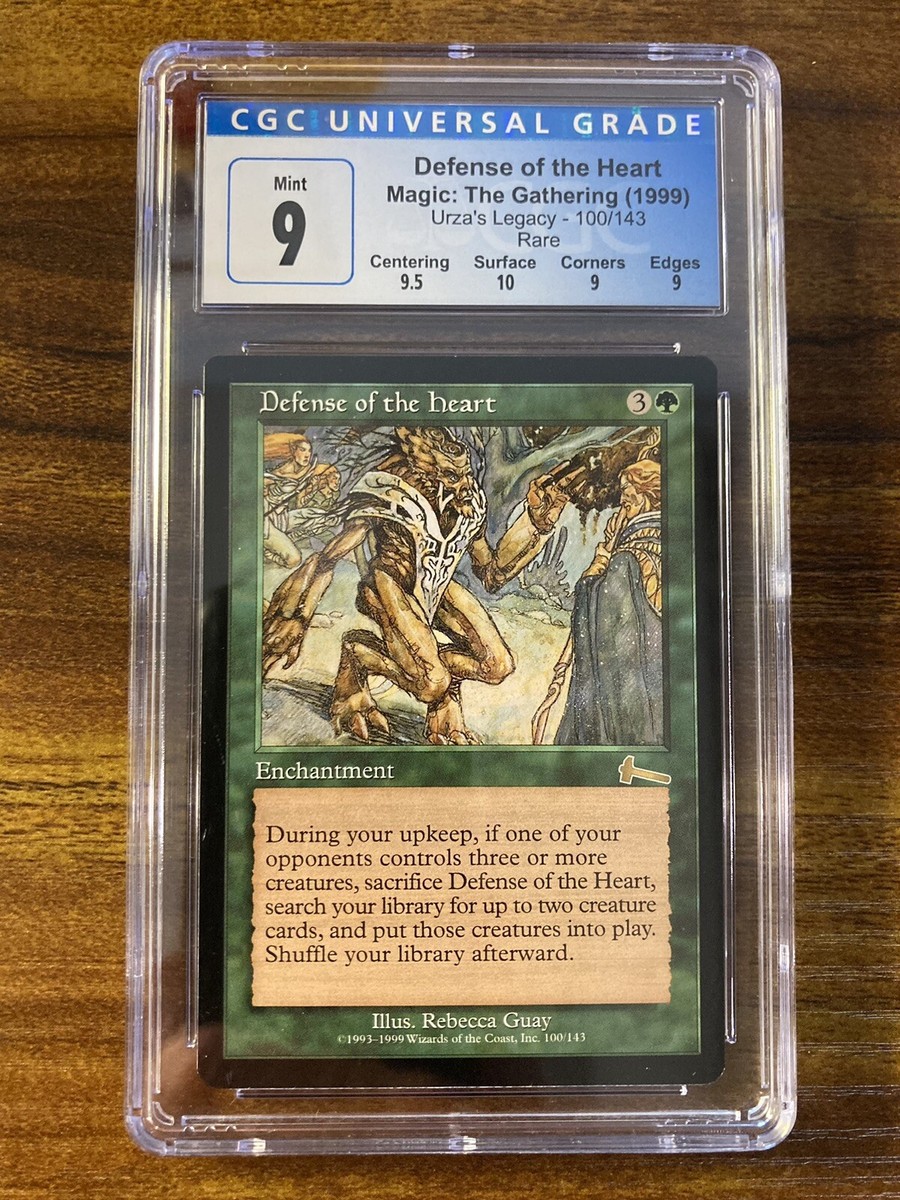 CGC UNIVERSAL GRADE
Mint
9
Defense of the Heart
Magic: The Gathering (1999)
Urza's Legacy - 100/143
Rare
Centering Surface Corners Edges
9.5 10 9 9
Defense of the Heart 3
Enchantment
During your upkeep, if one of your
opponents controls three or more
creatures, sacrifice Defense of the Heart,
search your library for up to two creature
cards, and put those creatures into play.
Shuffle your library afterward.
Illus. Rebecca Guay
©1993–1999 Wizards of the Coast, Inc. 100/143